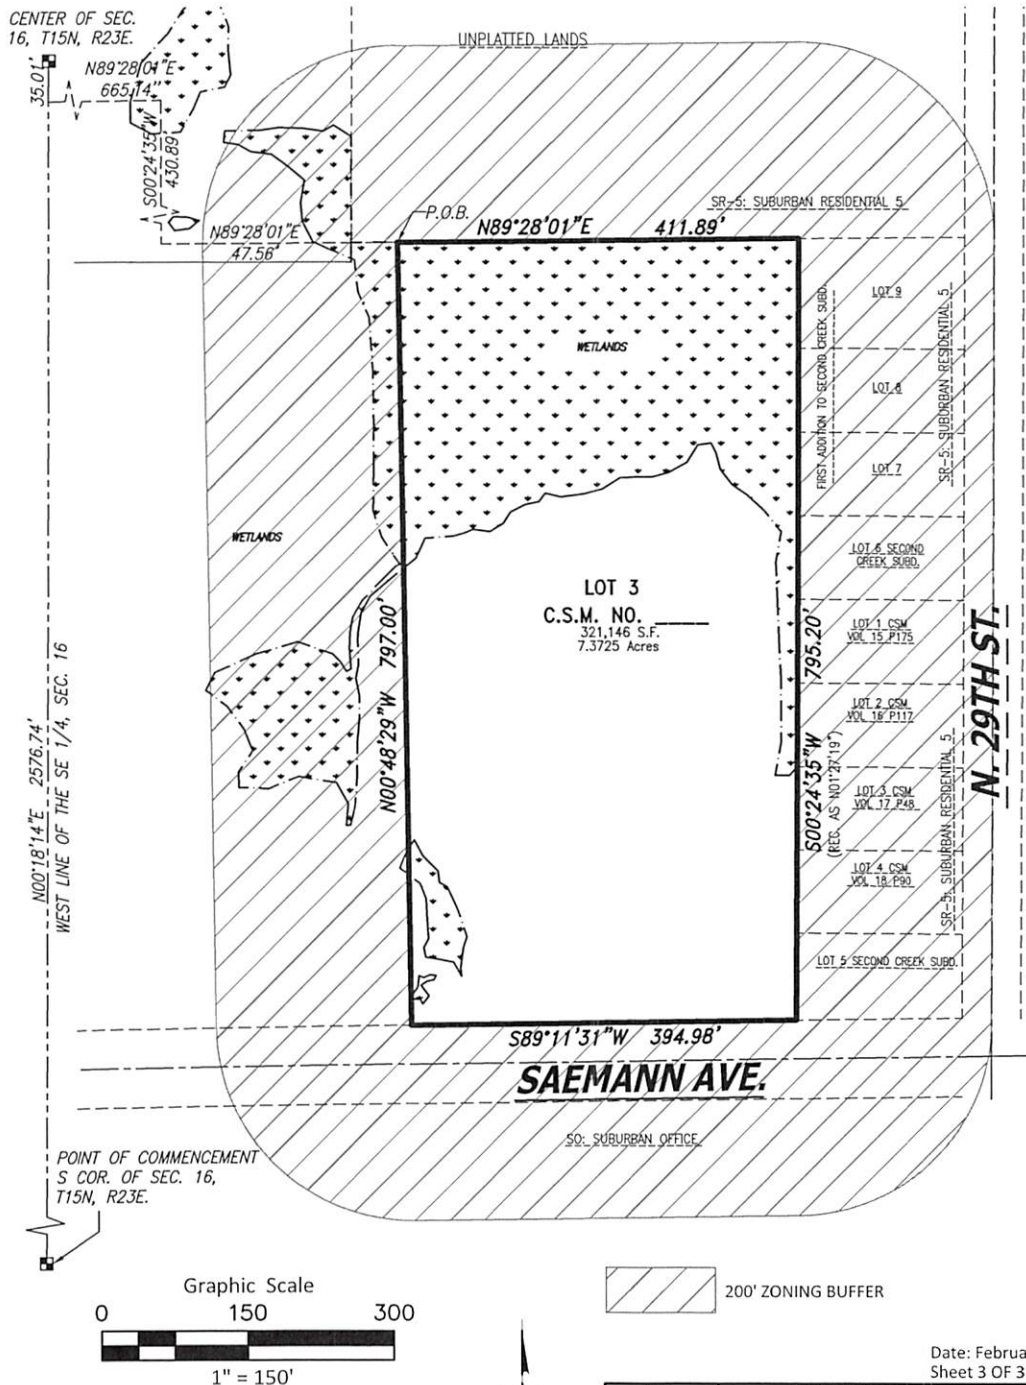 CENTER OF SEC.
16, T15N, R23E.
UNPLATTED LANDS
N89°28'01"E
665.14'
35.01'
S00°24'35"W
430.89'
SR-5: SUBURBAN RESIDENTIAL 5
P.O.B.
N89°28'01"E 411.89'
N89°28'01"E
47.56'
WETLANDS
FIRST ADDITION TO SECOND CREEK SUBD.
LOT 9
LOT 8
LOT 7
SR-5: SUBURBAN RESIDENTIAL 5
WETLANDS
LOT 6 SECOND
CREEK SUBD.
LOT 3
C.S.M. NO. _____
321,146 S.F.
7.3725 Acres
LOT 1 CSM
VOL 15 P175
LOT 2 CSM
VOL 16 P117
LOT 3 CSM
VOL 17 P48
LOT 4 CSM
VOL 18 P90
LOT 5 SECOND CREEK SUBD.
SR-5: SUBURBAN RESIDENTIAL 5
N. 29TH ST.
N00°48'29"W 797.00'
S00°24'35"W 795.20'
(REC. AS N01°27'19")
N00°18'14"E 2576.74'
WEST LINE OF THE SE 1/4, SEC. 16
S89°11'31"W 394.98'
SAEMANN AVE.
SO: SUBURBAN OFFICE
POINT OF COMMENCEMENT
S COR. OF SEC. 16,
T15N, R23E.
Graphic Scale
0 150 300
1" = 150'
200' ZONING BUFFER
Date: Februa
Sheet 3 OF 3